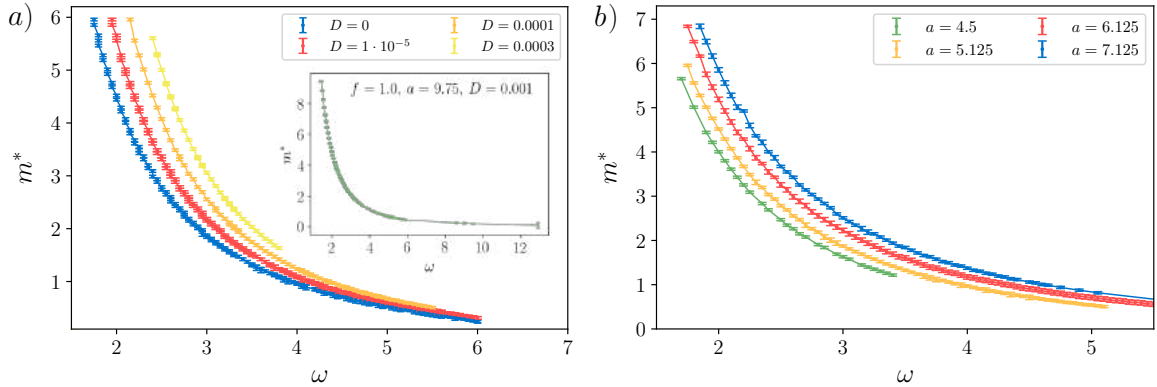 a)
D = 0
D = 1 · 10⁻⁵
D = 0.0001
D = 0.0003
6
5
4
3
2
1
m*
2
3
4
5
6
7
ω
f = 1.0, a = 9.75, D = 0.001
8
6
4
2
0
m*
2
4
6
8
10
12
ω
b)
a = 4.5
a = 5.125
a = 6.125
a = 7.125
7
6
5
4
3
2
1
0
m*
2
3
4
5
ω